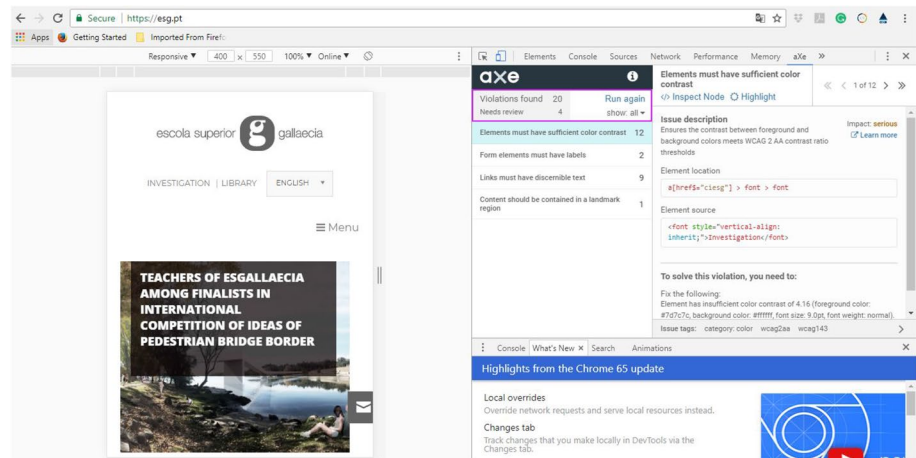 Secure | https://esg.pt
Apps Getting Started Imported From Firefo
Responsive ▼ 400 x 550 100% ▼ Online ▼
escola superior g gallaecia
INVESTIGATION | LIBRARY ENGLISH
Menu
TEACHERS OF ESGALLAECIA
AMONG FINALISTS IN
INTERNATIONAL
COMPETITION OF IDEAS OF
PEDESTRIAN BRIDGE BORDER
Elements Console Sources Network Performance Memory aXe »
axe
Violations found 20 Run again
Needs review 4 show: all
Elements must have sufficient color contrast 12
Form elements must have labels 2
Links must have discernible text 9
Content should be contained in a landmark
region 1
Elements must have sufficient color
contrast
</> Inspect Node Highlight
1 of 12
Issue description
Impact: serious
Learn more
Ensures the contrast between foreground and
background colors meets WCAG 2 AA contrast ratio
thresholds
Element location
a[href$="ciesg"] > font > font
Element source
<font style="vertical-align:
inherit;">Investigation</font>
To solve this violation, you need to:
Fix the following:
Element has insufficient color contrast of 4.16 (foreground color:
#7d7c7c, background color: #ffffff, font size: 9.0pt, font weight: normal).
Issue tags: category: color wcag2aa wcag143
Console What's New × Search Animations
Highlights from the Chrome 65 update
Local overrides
Override network requests and serve local resources instead.
Changes tab
Track changes that you make locally in DevTools via the
Changes tab.